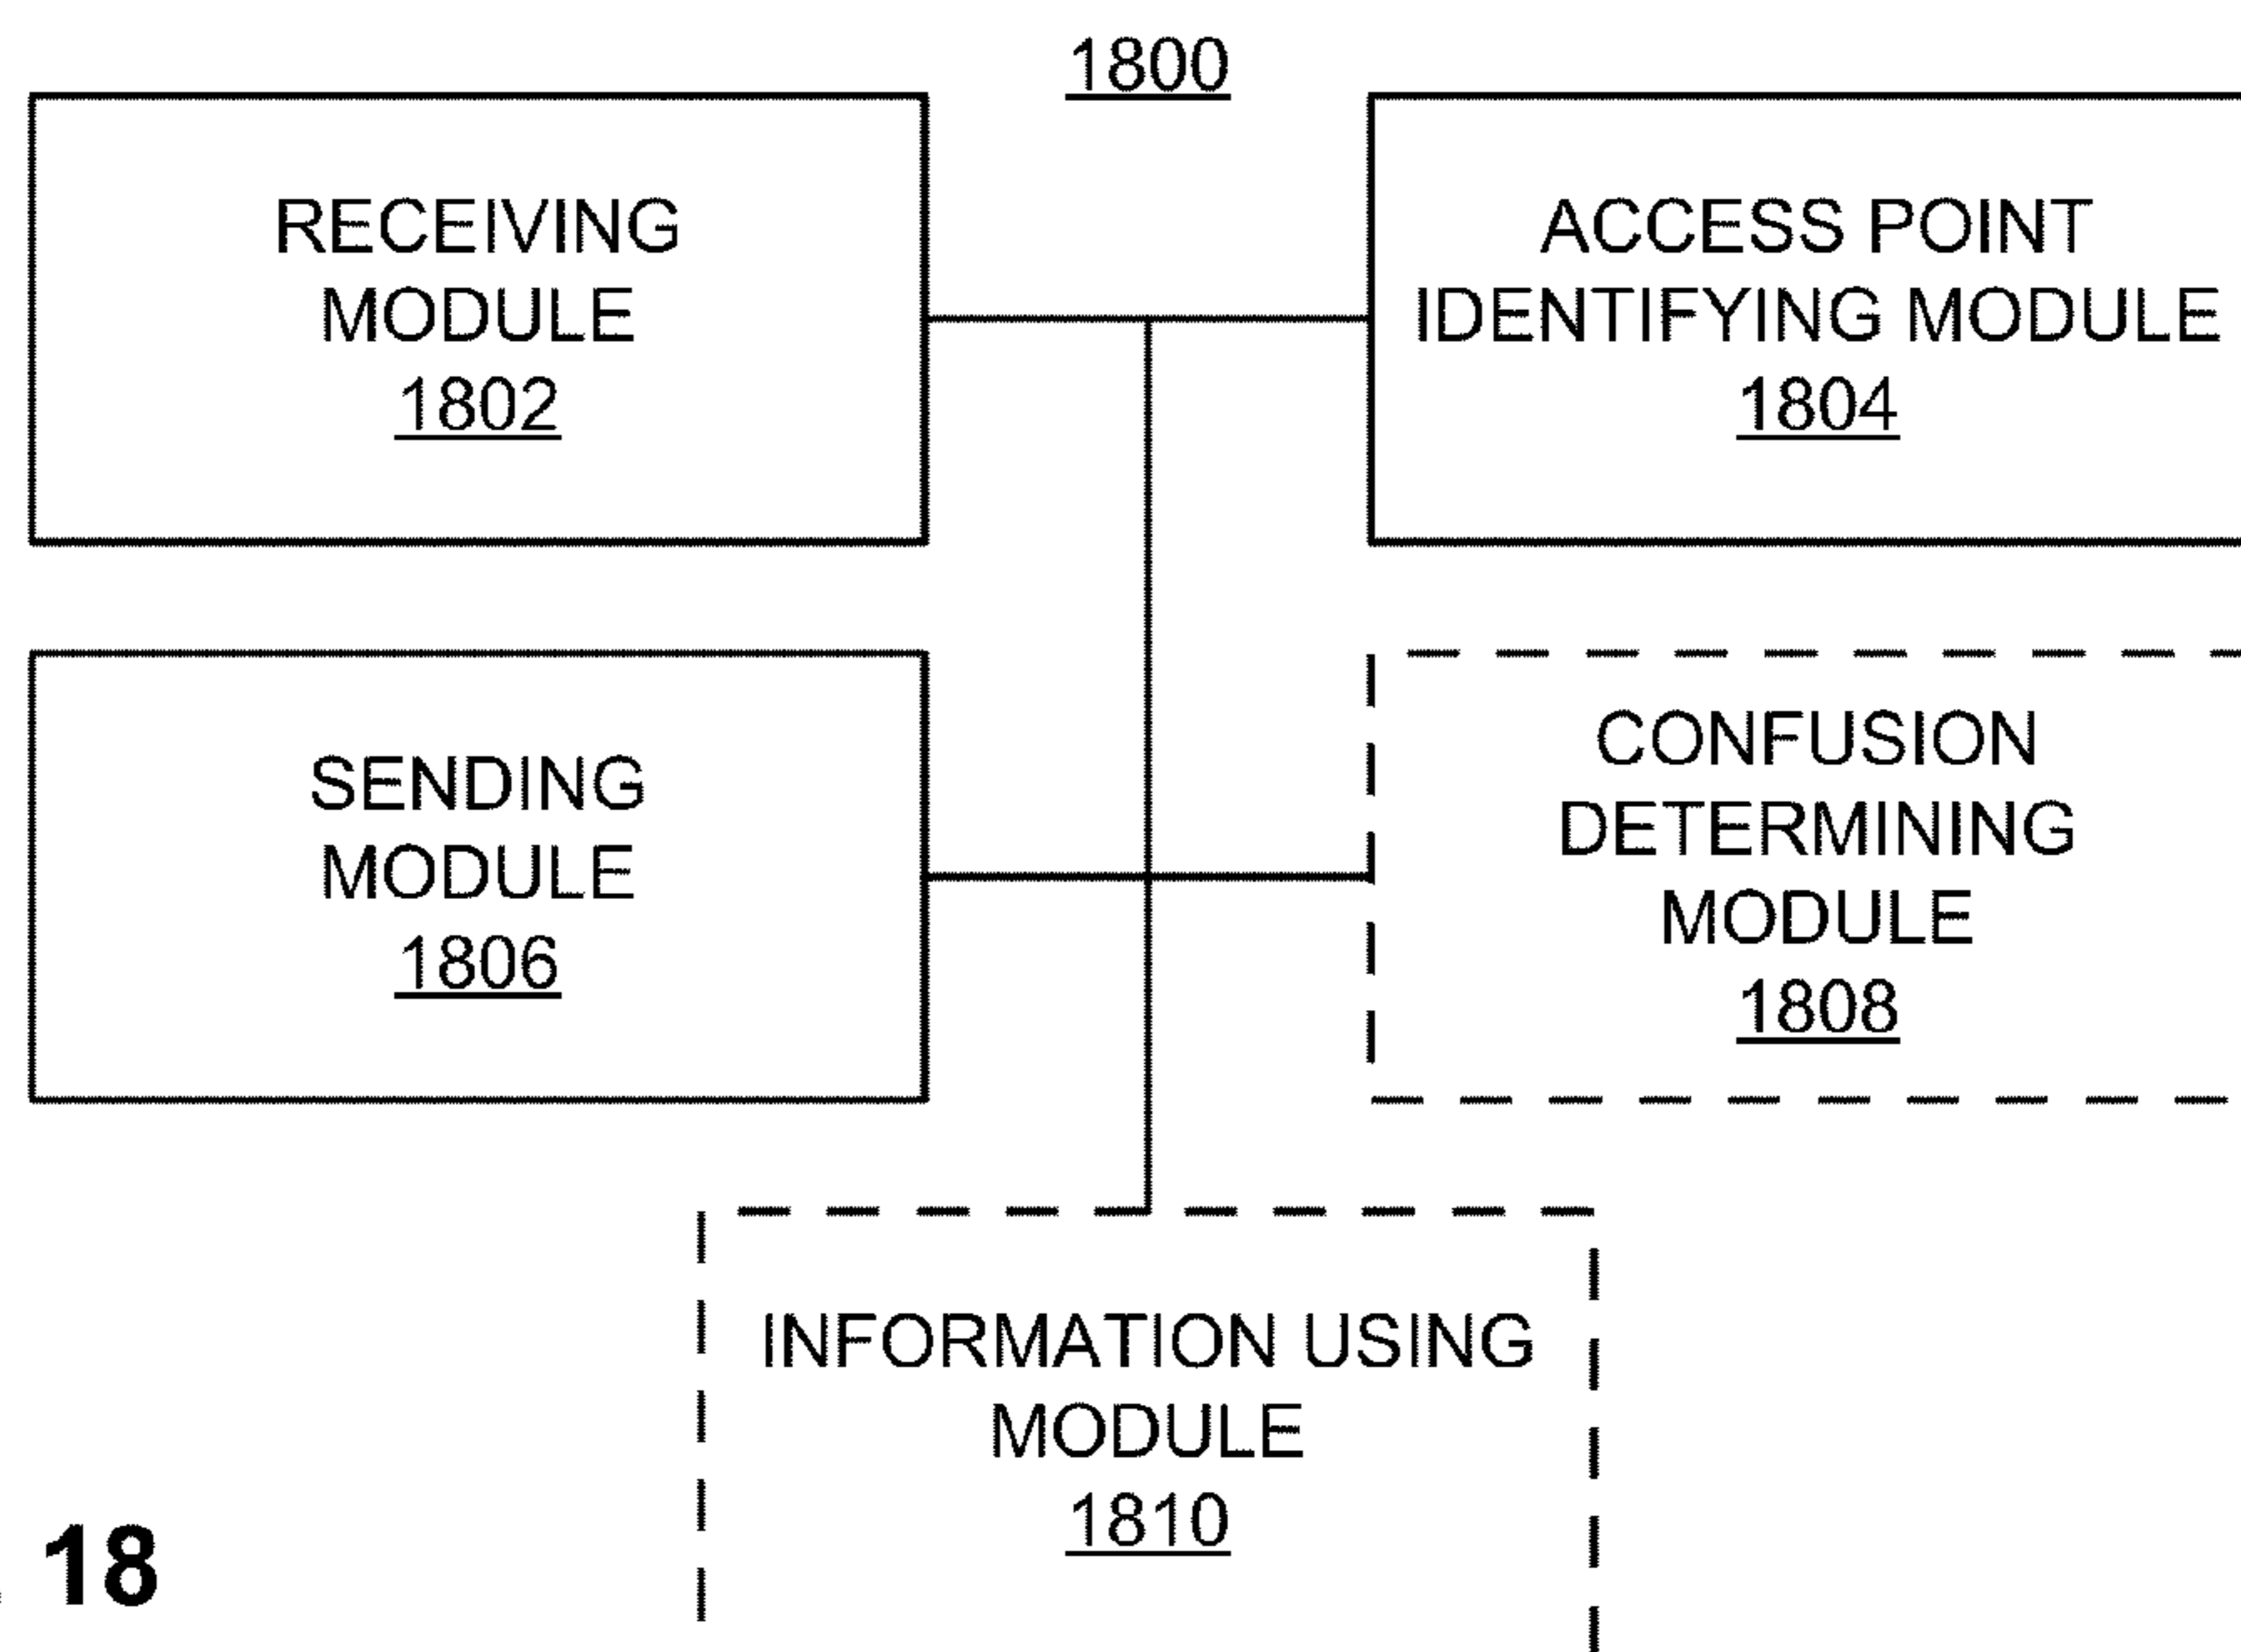 1800
RECEIVING
MODULE
1802
ACCESS POINT
IDENTIFYING MODULE
1804
SENDING
MODULE
1806
CONFUSION
DETERMINING
MODULE
1808
INFORMATION USING
MODULE
1810
18